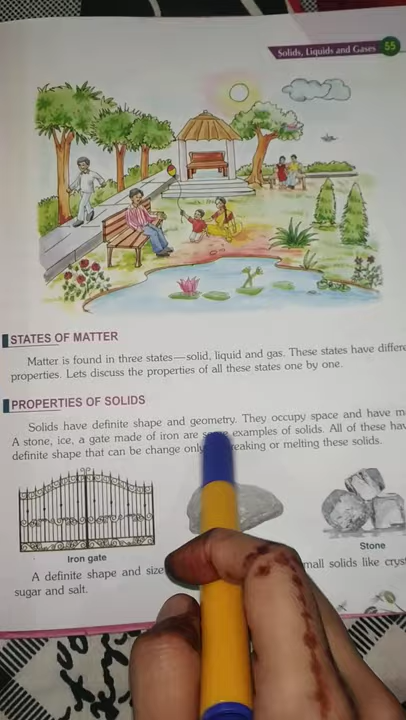 Solids, Liquids and Gases 55
STATES OF MATTER
Matter is found in three states—solid, liquid and gas. These states have
properties. Lets discuss the properties of all these states one by one.
PROPERTIES OF SOLIDS
Solids have definite shape and geometry. They occupy space and have
A stone, ice, a gate made of iron are some examples of solids. All of these
definite shape that can be change only breaking or melting these solids.
Iron gate
Stone
A definite shape and size small solids like
sugar and salt.